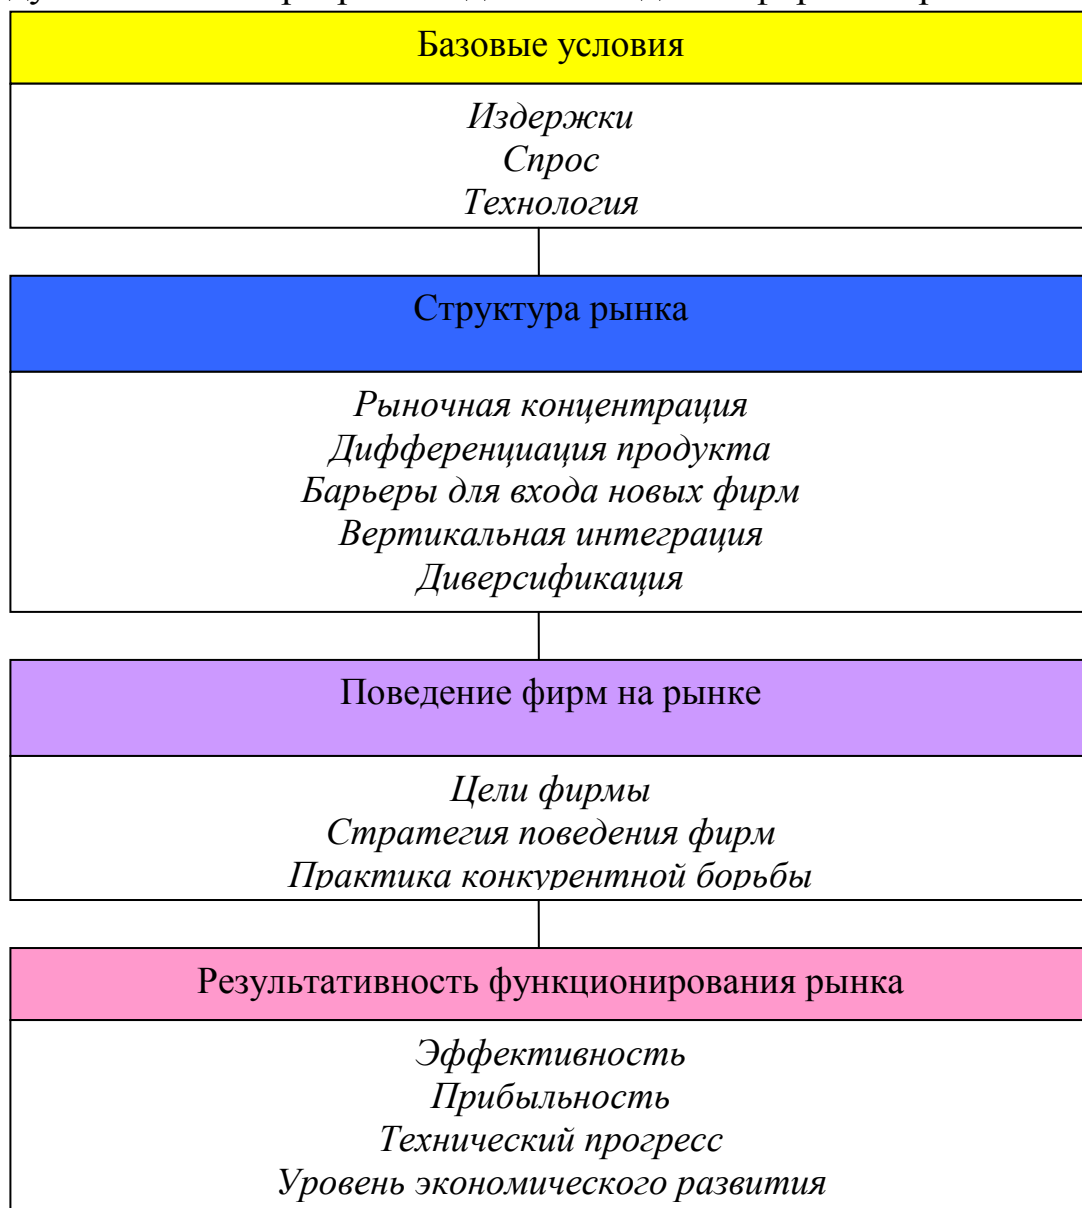 Базовые условия
Издержки
Спрос
Технология
Структура рынка
Рыночная концентрация
Дифференциация продукта
Барьеры для входа новых фирм
Вертикальная интеграция
Диверсификация
Поведение фирм на рынке
Цели фирмы
Стратегия поведения фирм
Практика конкурентной борьбы
Результативность функционирования рынка
Эффективность
Прибыльность
Технический прогресс
Уровень экономического развития